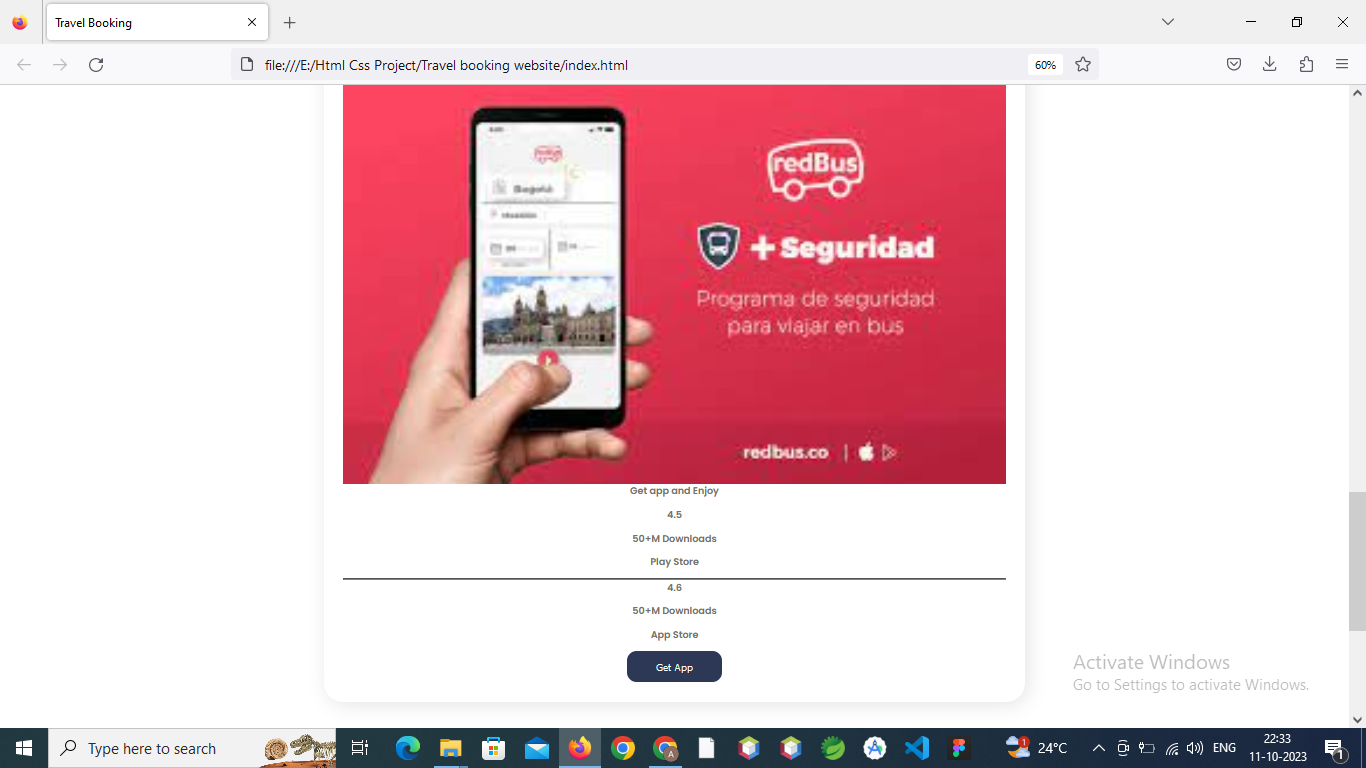 Travel Booking
file:///E:/Html Css Project/Travel booking website/index.html
60%
redBus
Bogotá
redBus
+ Seguridad
Programa de seguridad
para viajar en bus
redbus.co |
Get app and Enjoy
4.5
50+M Downloads
Play Store
4.6
50+M Downloads
App Store
Get App
Activate Windows
Go to Settings to activate Windows.
Type here to search
1
24°C
ENG
22:33
11-10-2023
1